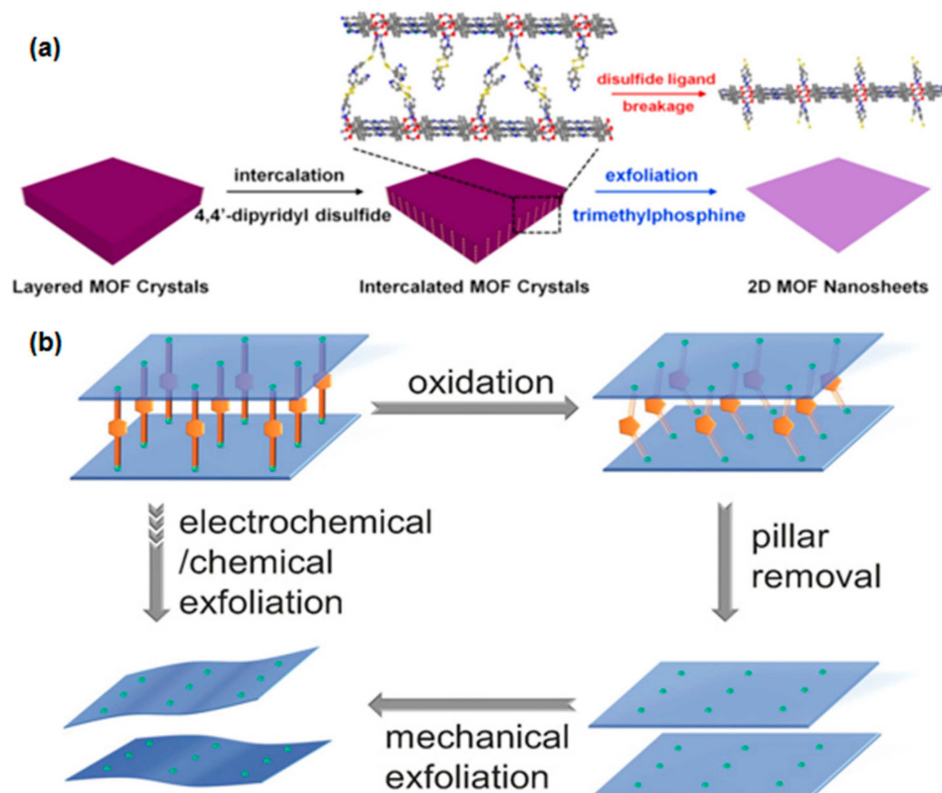 (a)
disulfide ligand
breakage
intercalation
4,4'-dipyridyl disulfide
exfoliation
trimethylphosphine
Layered MOF Crystals
Intercalated MOF Crystals
2D MOF Nanosheets
(b)
oxidation
electrochemical
/chemical
exfoliation
pillar
removal
mechanical
exfoliation